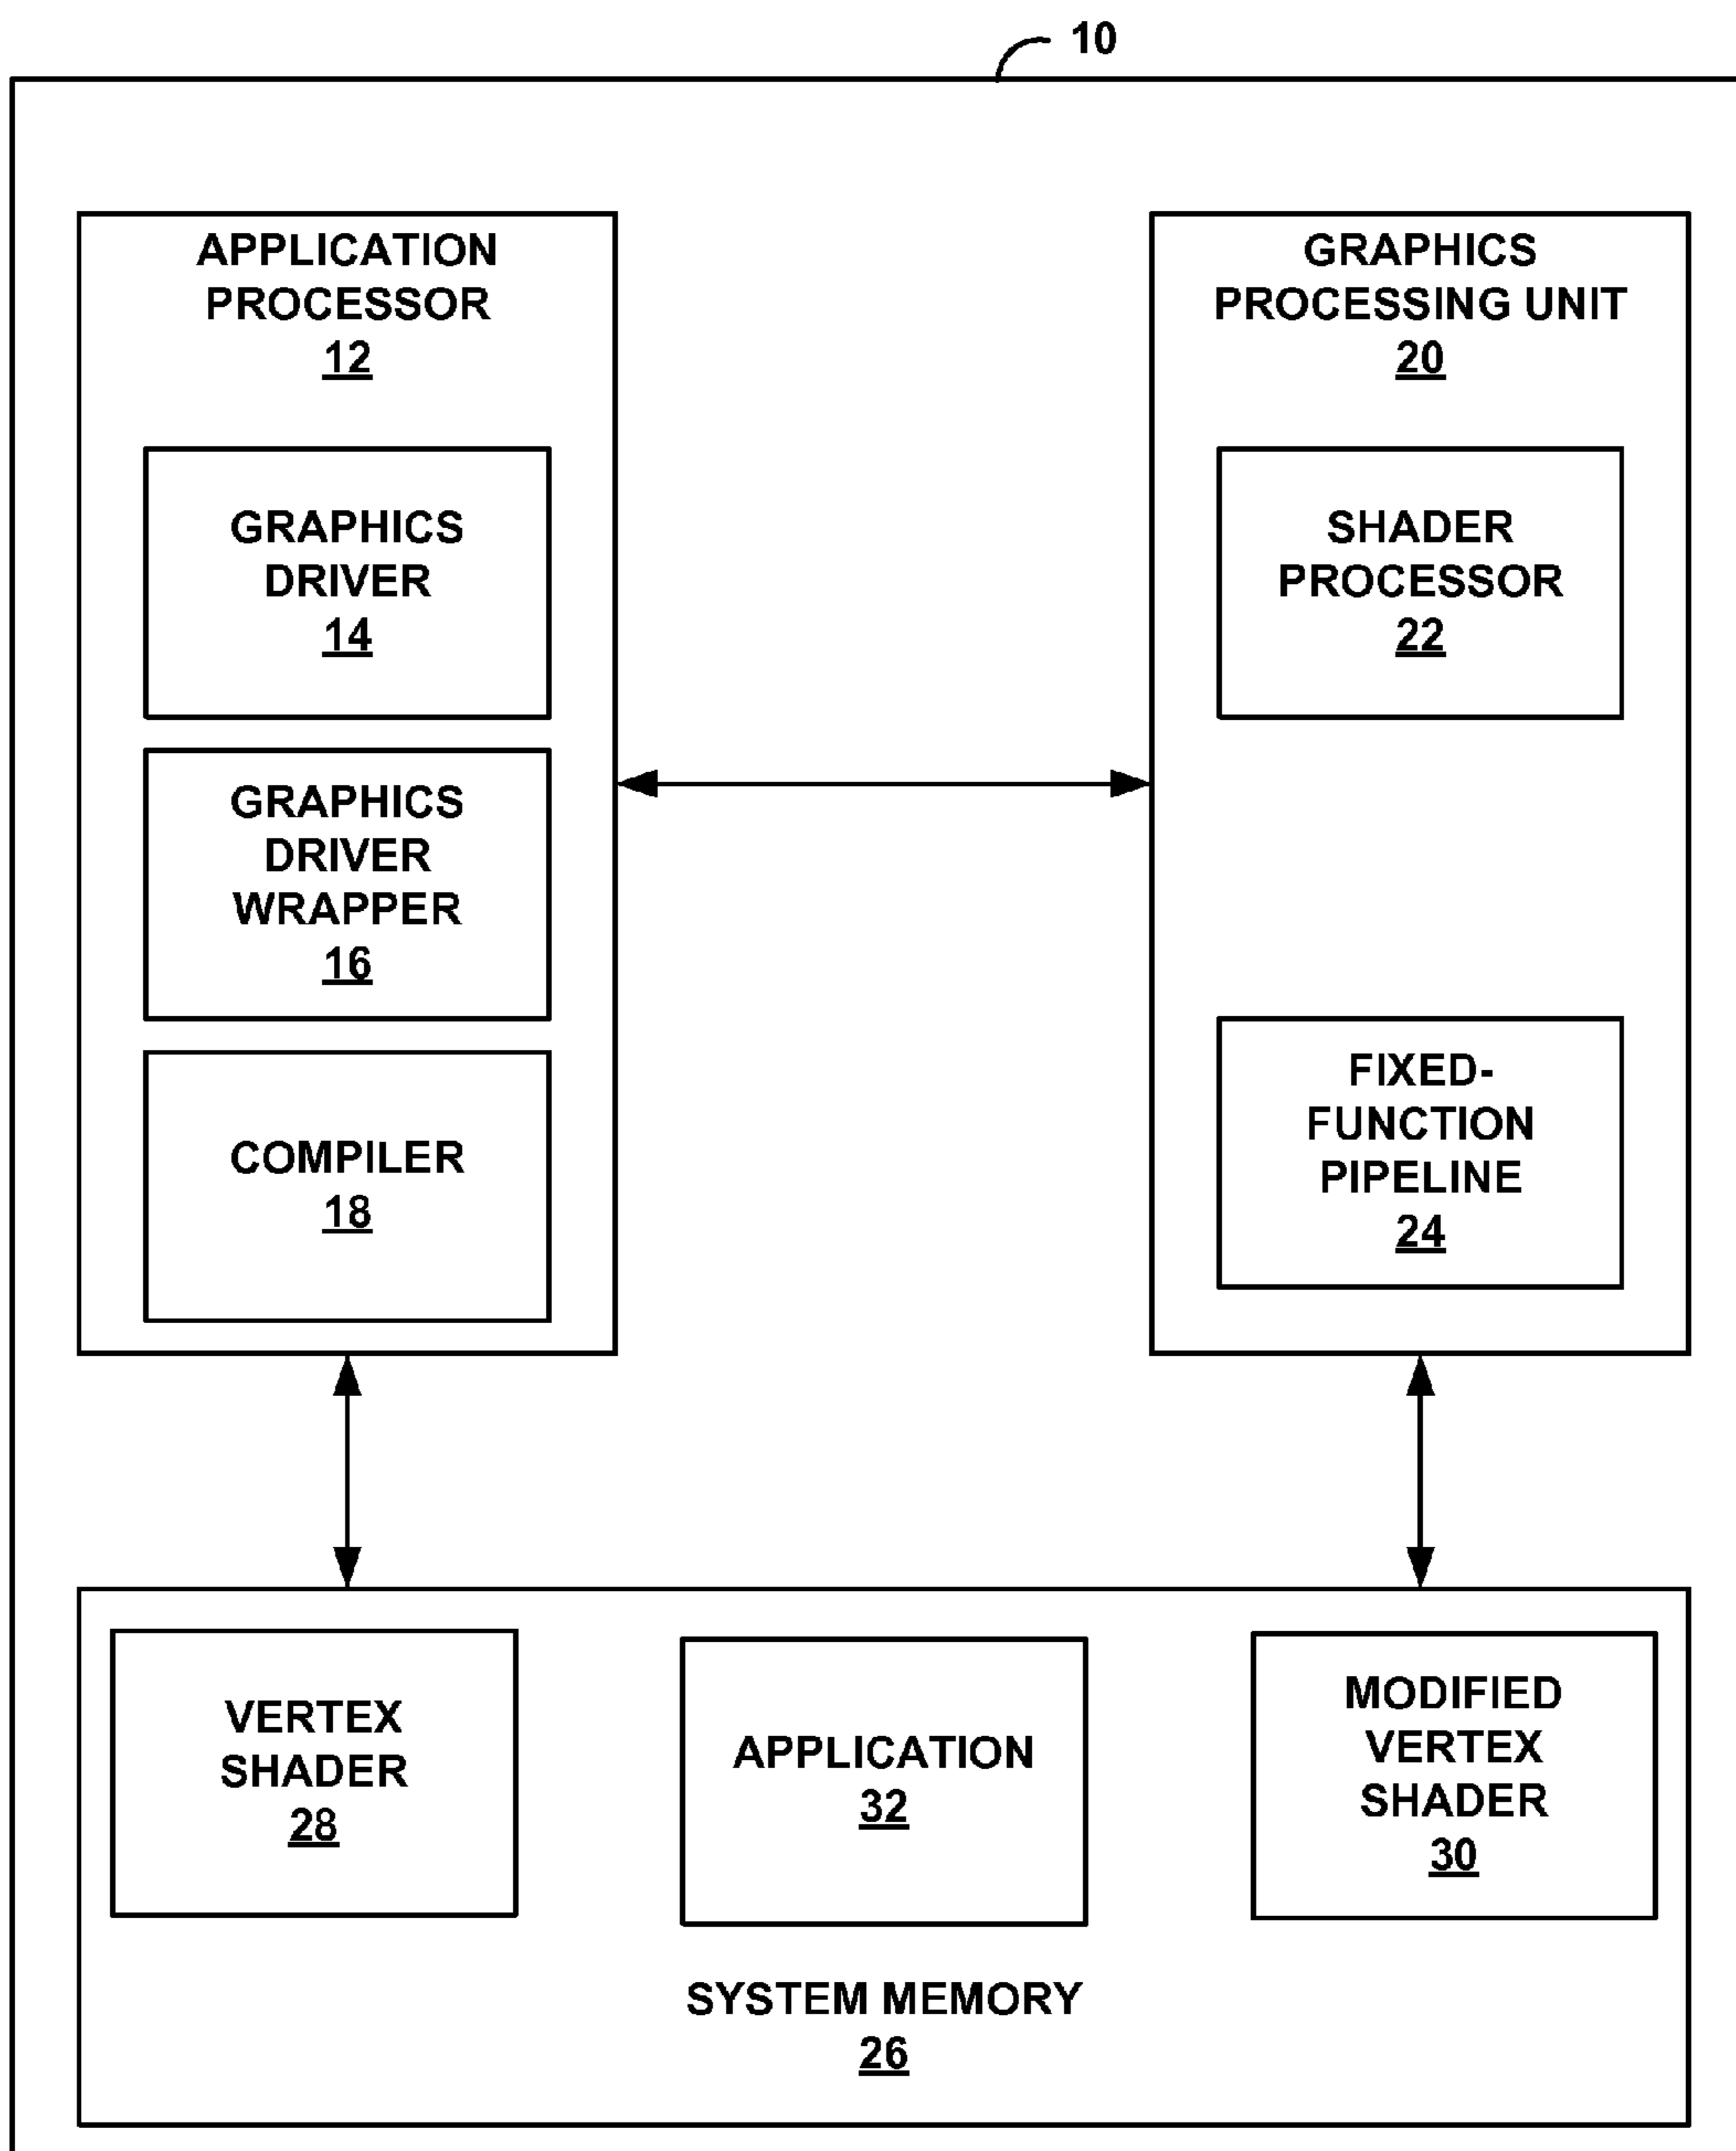 10
APPLICATION
PROCESSOR
12
GRAPHICS
DRIVER
14
GRAPHICS
DRIVER
WRAPPER
16
COMPILER
18
GRAPHICS
PROCESSING UNIT
20
SHADER
PROCESSOR
22
FIXED-
FUNCTION
PIPELINE
24
VERTEX
SHADER
28
APPLICATION
32
MODIFIED
VERTEX
SHADER
30
SYSTEM MEMORY
26